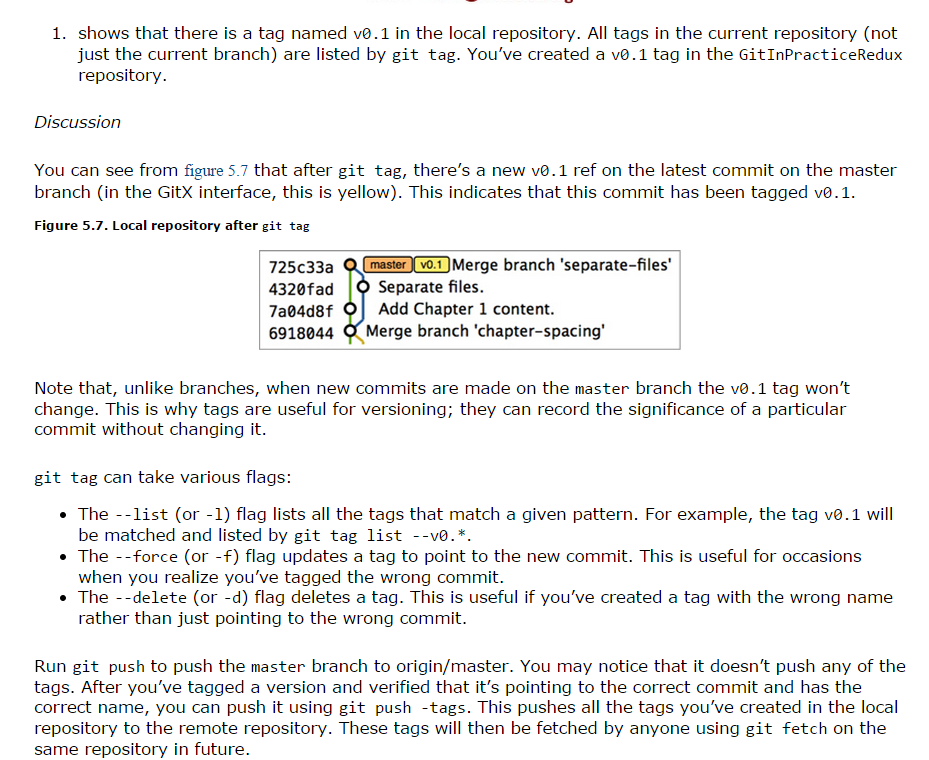 1. shows that there is a tag named v0.1 in the local repository. All tags in the current repository (not
just the current branch) are listed by git tag. You’ve created a v0.1 tag in the GitInPracticeRedux
repository.
Discussion
You can see from figure 5.7 that after git tag, there’s a new v0.1 ref on the latest commit on the master
branch (in the GitX interface, this is yellow). This indicates that this commit has been tagged v0.1.
Figure 5.7. Local repository after git tag
725c33a master v0.1 Merge branch 'separate-files'
4320fad Separate files.
7a04d8f Add Chapter 1 content.
6918044 Merge branch 'chapter-spacing'
Note that, unlike branches, when new commits are made on the master branch the v0.1 tag won’t
change. This is why tags are useful for versioning; they can record the significance of a particular
commit without changing it.
git tag can take various flags:
• The --list (or -l) flag lists all the tags that match a given pattern. For example, the tag v0.1 will
be matched and listed by git tag list --v0.*.
• The --force (or -f) flag updates a tag to point to the new commit. This is useful for occasions
when you realize you’ve tagged the wrong commit.
• The --delete (or -d) flag deletes a tag. This is useful if you’ve created a tag with the wrong name
rather than just pointing to the wrong commit.
Run git push to push the master branch to origin/master. You may notice that it doesn’t push any of the
tags. After you’ve tagged a version and verified that it’s pointing to the correct commit and has the
correct name, you can push it using git push -tags. This pushes all the tags you’ve created in the local
repository to the remote repository. These tags will then be fetched by anyone using git fetch on the
same repository in future.